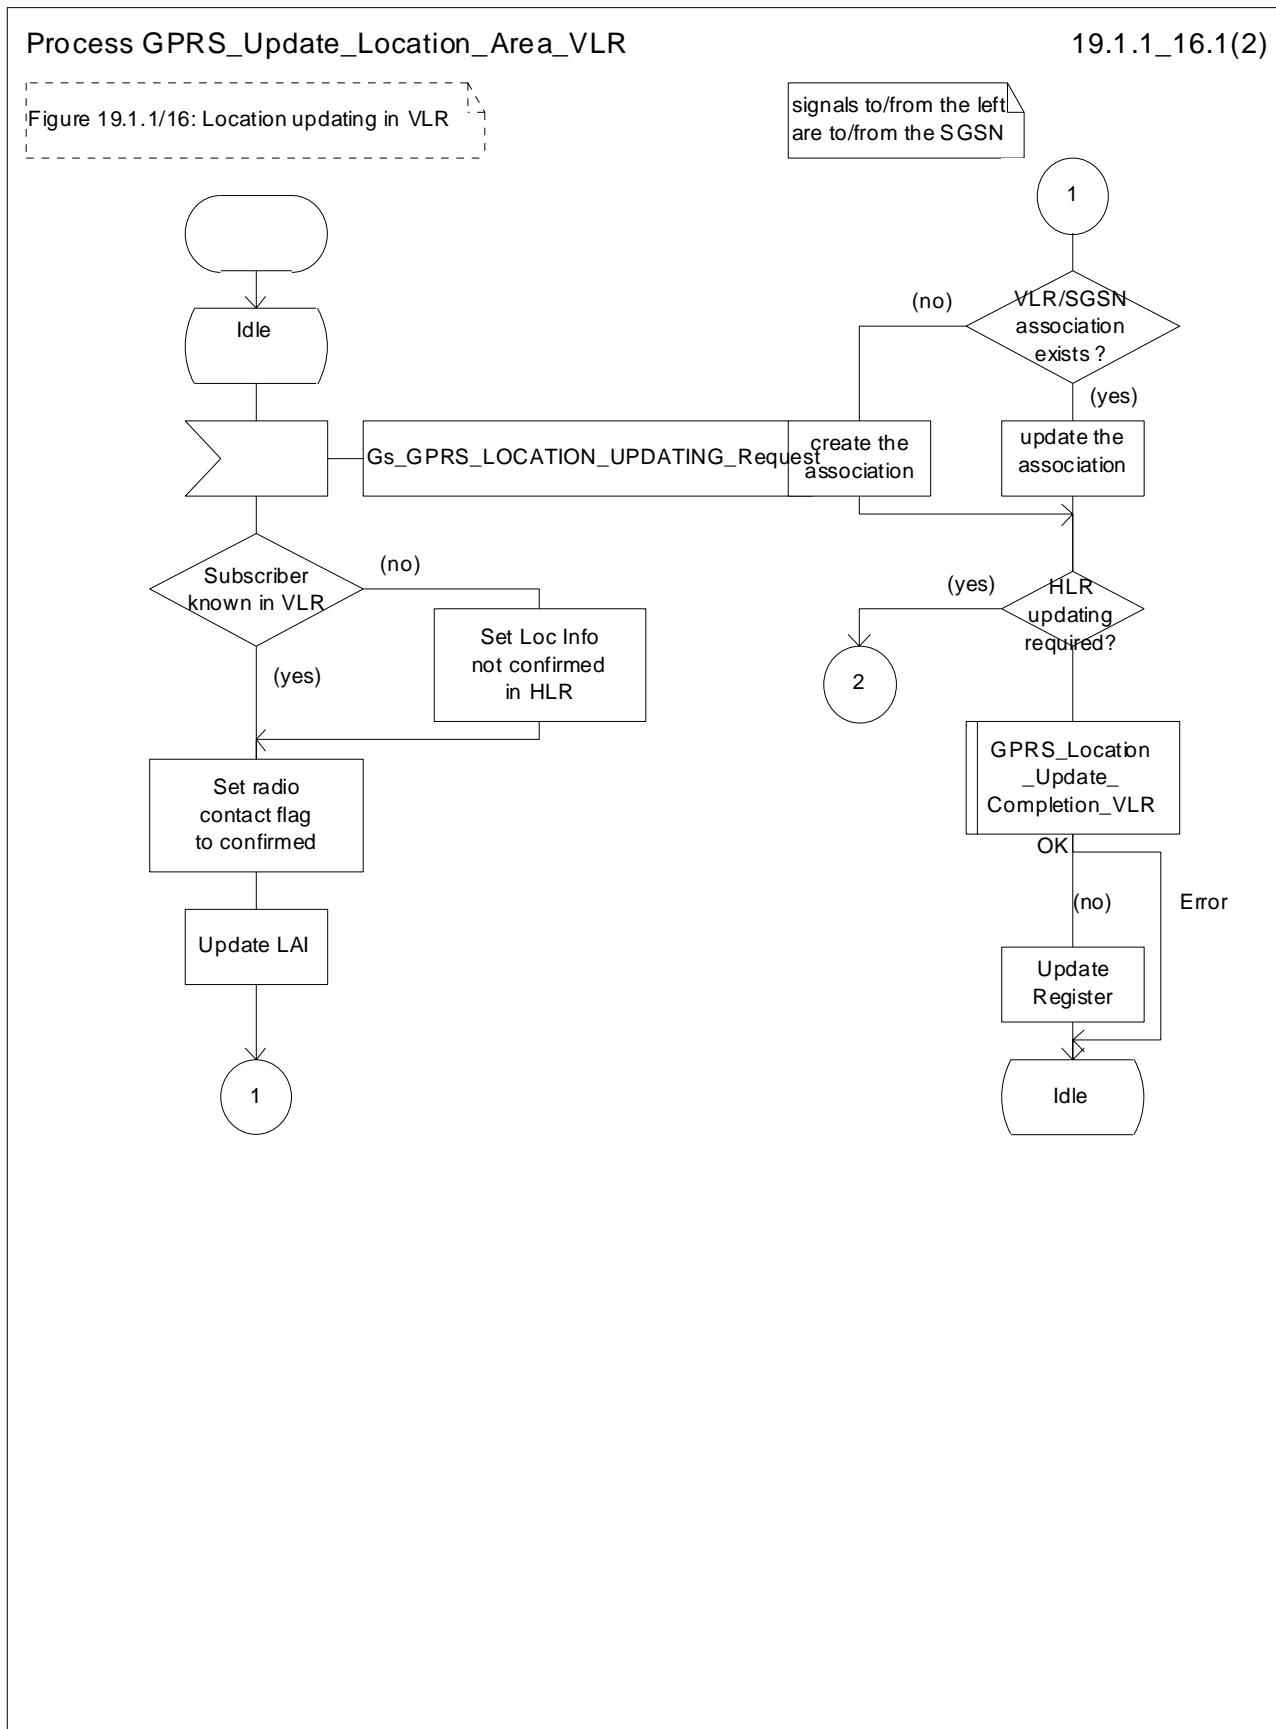 Process GPRS_Update_Location_Area_VLR
19.1.1_16.1(2)
Figure 19.1.1/16: Location updating in VLR
signals to/from the left
are to/from the SGSN
Idle
Gs_GPRS_LOCATION_UPDATING_Request
Subscriber
known in VLR
(no)
(yes)
Set Loc Info
not confirmed
in HLR
Set radio
contact flag
to confirmed
Update LAI
1
1
VLR/SGSN
association
exists ?
(no)
(yes)
create the
association
update the
association
HLR
updating
required?
(yes)
2
GPRS_Location
_Update_
Completion_VLR
OK
(no)
Error
Update
Register
Idle